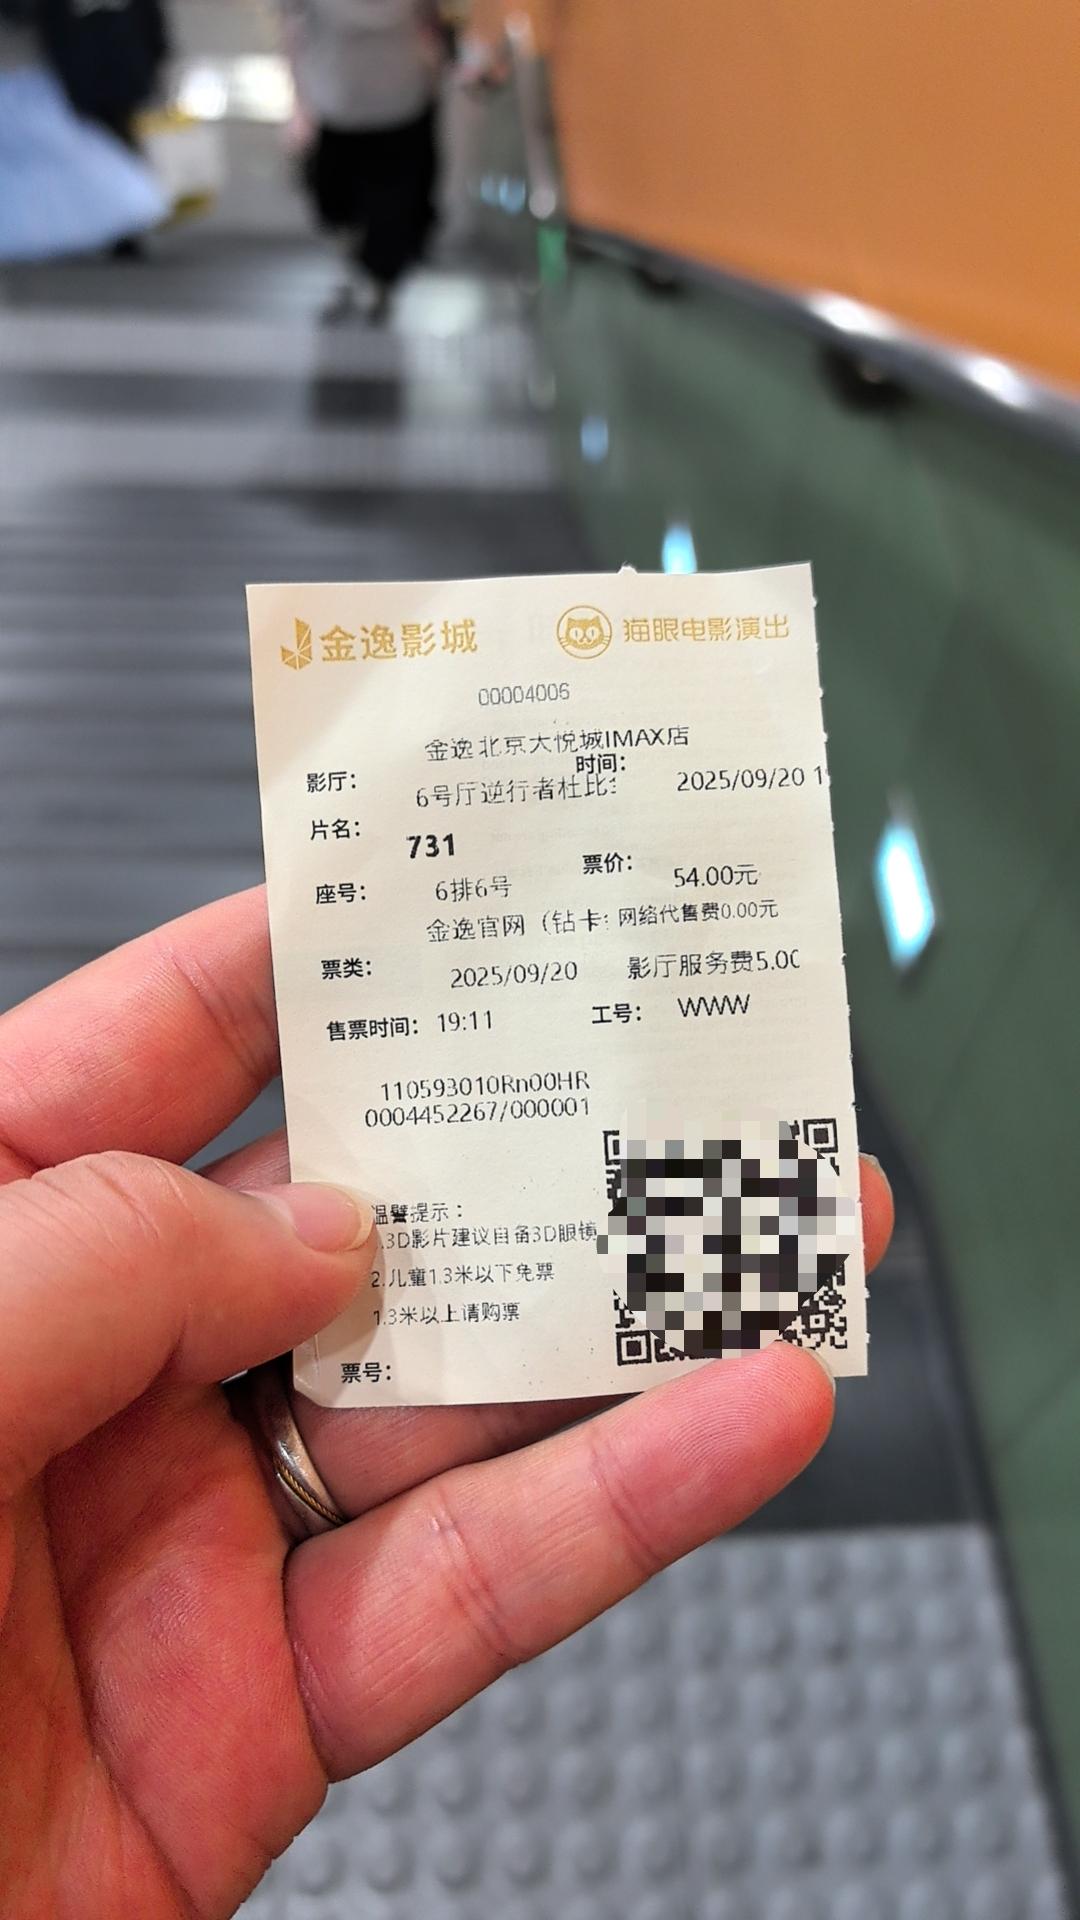 金逸影城 猫眼电影演出
00004006
金逸北京大悦城IMAX店
影厅: 6号厅逆行者杜比 时间: 2025/09/20 1
片名: 731
座号: 6排6号 票价: 54.00元
金逸官网（钻卡 网络代售费0.00元
票类: 2025/09/20 影厅服务费5.0
售票时间: 19:11 工号: WWW
110593010Rn00HR
0004452267/000001
温馨提示：
.3D影片建议自备3D眼镜
2.儿童1.3米以下免票
1.3米以上请购票
票号: